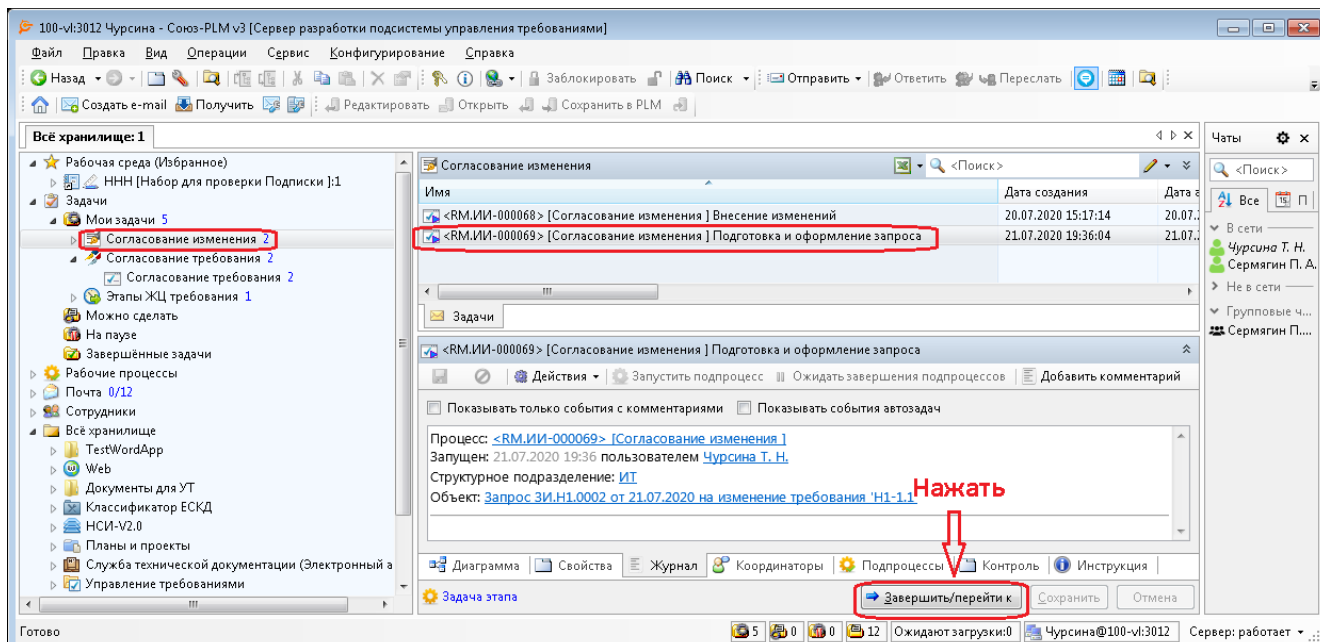 100-vl:3012 Чурсина - Союз-PLM v3 [Сервер разработки подсистемы управления требованиями]
Файл Правка Вид Операции Сервис Конфигурирование Справка
Назад Заблокировать Поиск Отправить Ответить Переслать
Создать e-mail Получить Редактировать Открыть Сохранить в PLM
Всё хранилище: 1
Рабочая среда (Избранное)
ННН [Набор для проверки Подписки ]:1
Задачи
Мои задачи 5
Согласование изменения 2
Согласование требования 2
Согласование требования 2
Этапы ЖЦ требования 1
Можно сделать
На паузе
Завершённые задачи
Рабочие процессы
Почта 0/12
Сотрудники
Всё хранилище
TestWordApp
Web
Документы для УТ
Классификатор ЕСКД
НСИ-V2.0
Планы и проекты
Служба технической документации (Электронный а
Управление требованиями
Согласование изменения <Поиск>
Имя Дата создания Дата а
<RM.ИИ-000068> [Согласование изменения ] Внесение изменений 20.07.2020 15:17:14 20.07.
<RM.ИИ-000069> [Согласование изменения ] Подготовка и оформление запроса 21.07.2020 19:36:04 21.07.
Задачи
<RM.ИИ-000069> [Согласование изменения ] Подготовка и оформление запроса
Действия Запустить подпроцесс Ожидать завершения подпроцессов Добавить комментарий
Показывать только события с комментариями Показывать события автозадач
Процесс: <RM.ИИ-000069> [Согласование изменения ]
Запущен: 21.07.2020 19:36 пользователем Чурсина Т. Н.
Структурное подразделение: ИТ
Объект: Запрос ЗИ.Н1.0002 от 21.07.2020 на изменение требования 'Н1-1.1'
Нажать
Диаграмма Свойства Журнал Координаторы Подпроцессы Контроль Инструкция
Задача этапа Завершить/перейти к Сохранить Отмена
Чаты
<Поиск>
Все 15 П
В сети
Чурсина Т. Н.
Сермягин П. А.
Не в сети
Групповые ч...
Сермягин П....
Готово 5 0 0 12 Ожидают загрузки:0 Чурсина@100-vl:3012 Сервер: работает